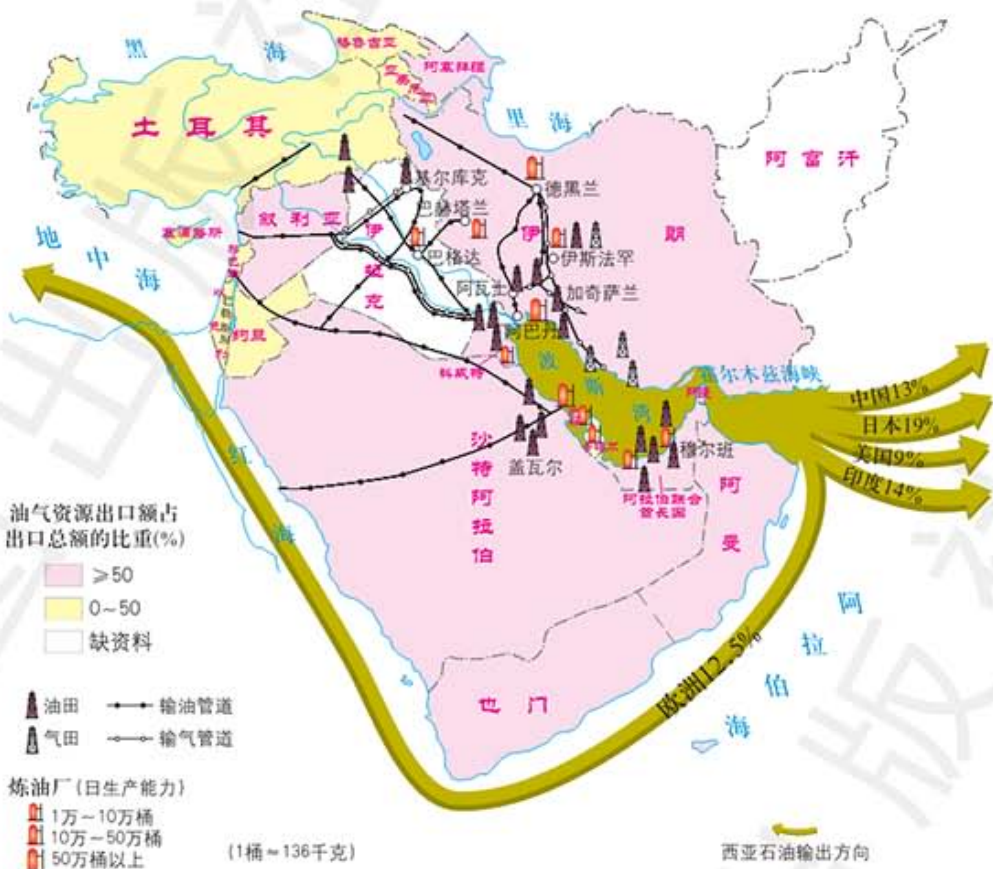 黑海
格鲁吉亚
阿塞拜疆
亚美尼亚
土耳其
里海
阿富汗
基尔库克
德黑兰
巴赫塔兰
叙利亚
塞浦路斯
伊拉克
伊朗
地中海
黎巴嫩
巴格达
伊斯法罕
阿瓦士
加奇萨兰
巴勒斯坦
约旦
阿巴丹
科威特
波斯湾
霍尔木兹海峡
阿曼
中国13%
日本19%
美国9%
印度14%
红海
沙特阿拉伯
盖瓦尔
穆尔班
阿拉伯联合
酋长国
阿曼
油气资源出口额占
出口总额的比重(%)
≥50
0~50
缺资料
阿拉伯海
欧洲12.5%
也门
油田
输油管道
气田
输气管道
炼油厂(日生产能力)
1万~10万桶
10万~50万桶
50万桶以上
(1桶≈136千克)
西亚石油输出方向